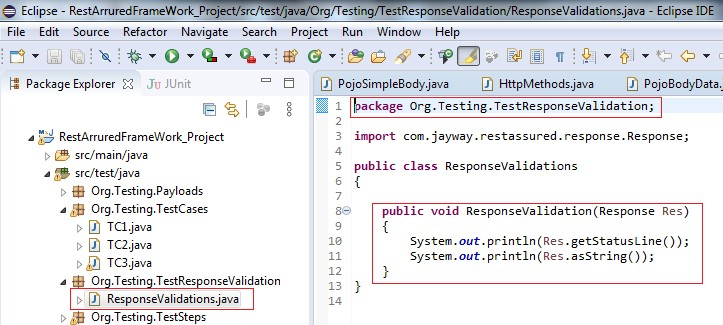 Eclipse - RestArruredFrameWork_Project/src/test/java/Org/Testing/TestResponseValidation/ResponseValidations.java - Eclipse IDE
File Edit Source Refactor Navigate Search Project Run Window Help
Package Explorer JUnit
RestArruredFrameWork_Project
src/main/java
src/test/java
Org.Testing.Payloads
Org.Testing.TestCases
TC1.java
TC2.java
TC3.java
Org.Testing.TestResponseValidation
ResponseValidations.java
Org.Testing.TestSteps
PojoSimpleBody.java HttpMethods.java PojoBodyData.
1 package Org.Testing.TestResponseValidation;
2
3 import com.jayway.restassured.response.Response;
4
5 public class ResponseValidations
6 {
7
8 public void ResponseValidation(Response Res)
9 {
10 System.out.println(Res.getStatusLine());
11 System.out.println(Res.asString());
12 }
13 }
14